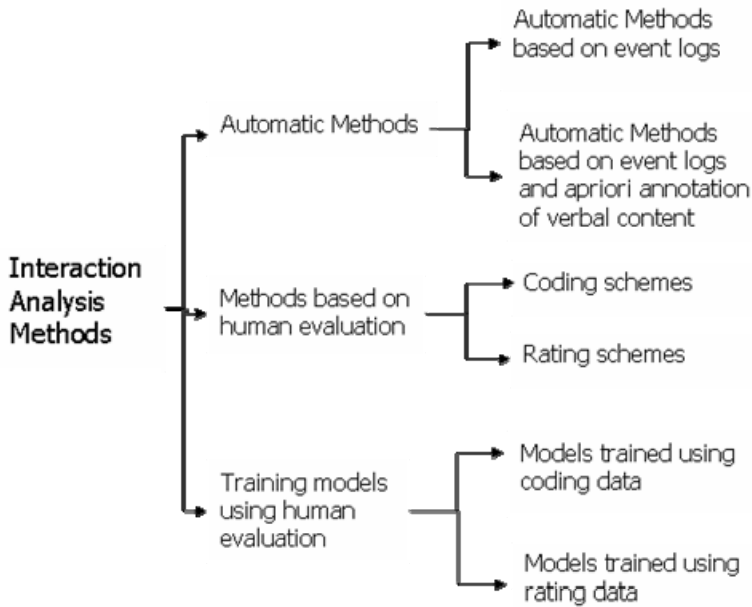 Interaction
Analysis
Methods
Automatic Methods
Automatic Methods
based on event logs
Automatic Methods
based on event logs
and apriori annotation
of verbal content
Methods based on
human evaluation
Coding schemes
Rating schemes
Training models
using human
evaluation
Models trained using
coding data
Models trained using
rating data